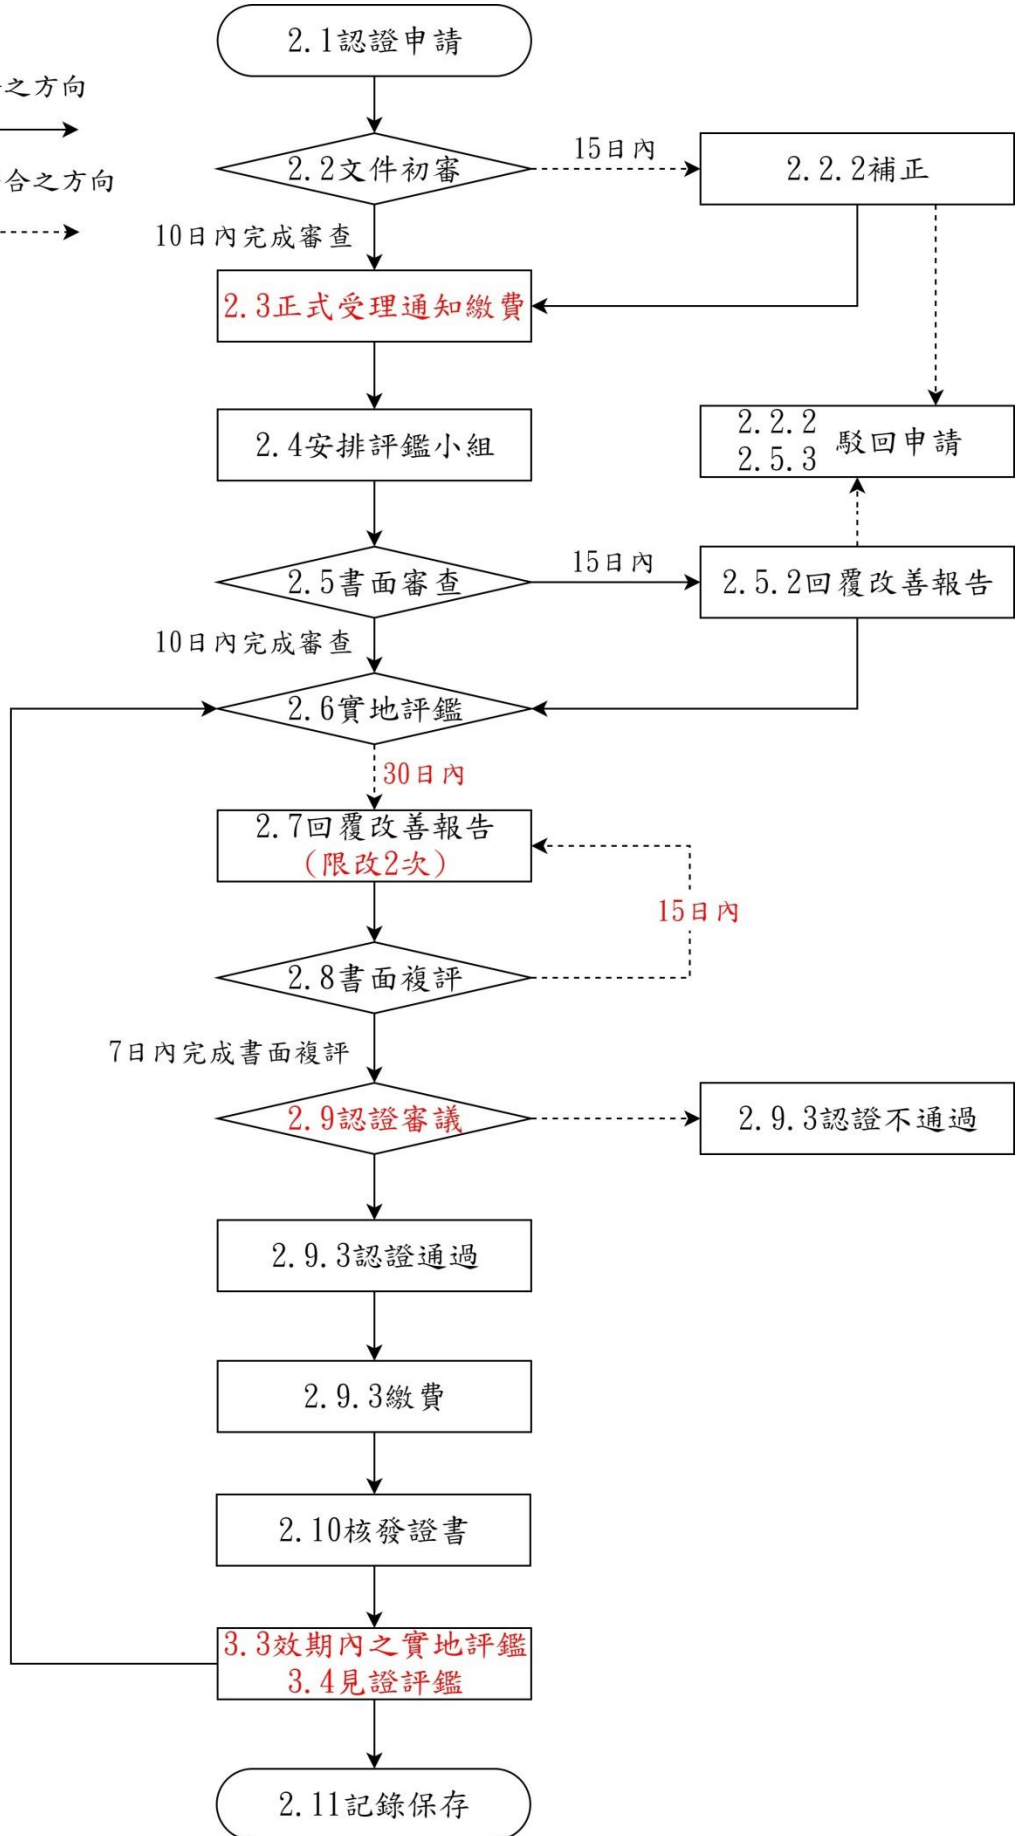 2.1認證申請
之方向
合之方向
2.2文件初審
15日內
2.2.2補正
10日內完成審查
2.3正式受理通知繳費
2.4安排評鑑小組
2.2.2
2.5.3
駁回申請
2.5書面審查
15日內
2.5.2回覆改善報告
10日內完成審查
2.6實地評鑑
30日內
2.7回覆改善報告
(限改2次)
15日內
2.8書面複評
7日內完成書面複評
2.9認證審議
2.9.3認證不通過
2.9.3認證通過
2.9.3繳費
2.10核發證書
3.3效期內之實地評鑑
3.4見證評鑑
2.11記錄保存